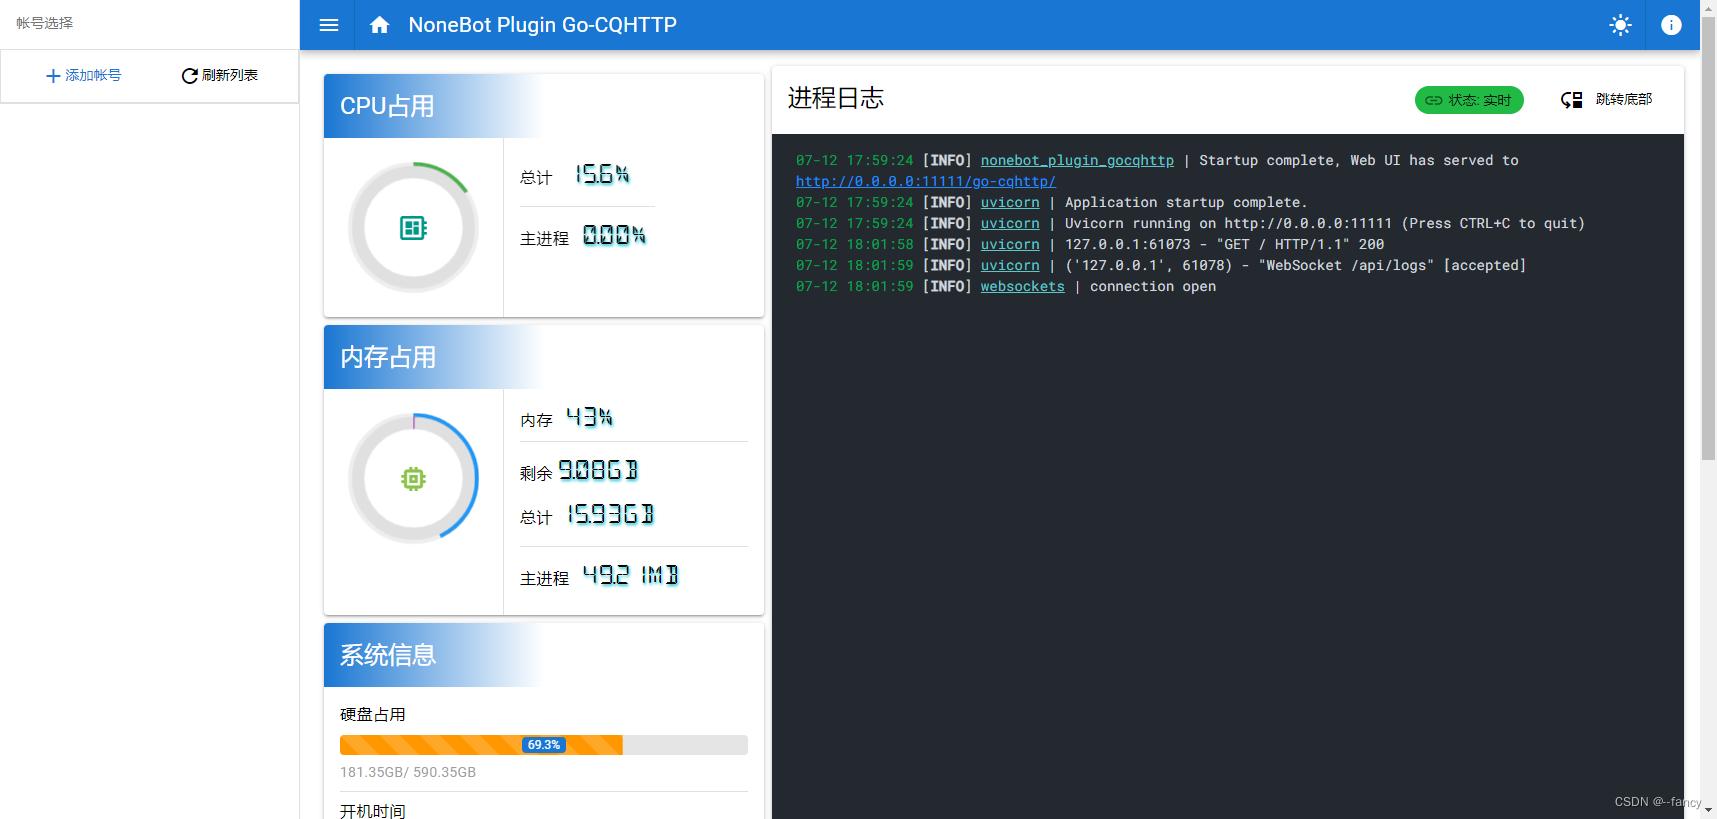 帐号选择
添加帐号
刷新列表
NoneBot Plugin Go-CQHTTP
CPU占用
总计 15.6%
主进程 0.00%
内存占用
内存 43%
剩余 9.08GB
总计 15.93GB
主进程 49.21MB
系统信息
硬盘占用
69.3%
181.35GB/ 590.35GB
开机时间
进程日志
状态: 实时
跳转底部
07-12 17:59:24 [INFO] nonebot_plugin_gocqhttp | Startup complete, Web UI has served to
http://0.0.0.0:11111/go-cqhttp/
07-12 17:59:24 [INFO] uvicorn | Application startup complete.
07-12 17:59:24 [INFO] uvicorn | Uvicorn running on http://0.0.0.0:11111 (Press CTRL+C to quit)
07-12 18:01:58 [INFO] uvicorn | 127.0.0.1:61073 - "GET / HTTP/1.1" 200
07-12 18:01:59 [INFO] uvicorn | ('127.0.0.1', 61078) - "WebSocket /api/logs" [accepted]
07-12 18:01:59 [INFO] websockets | connection open
CSDN @--fancy